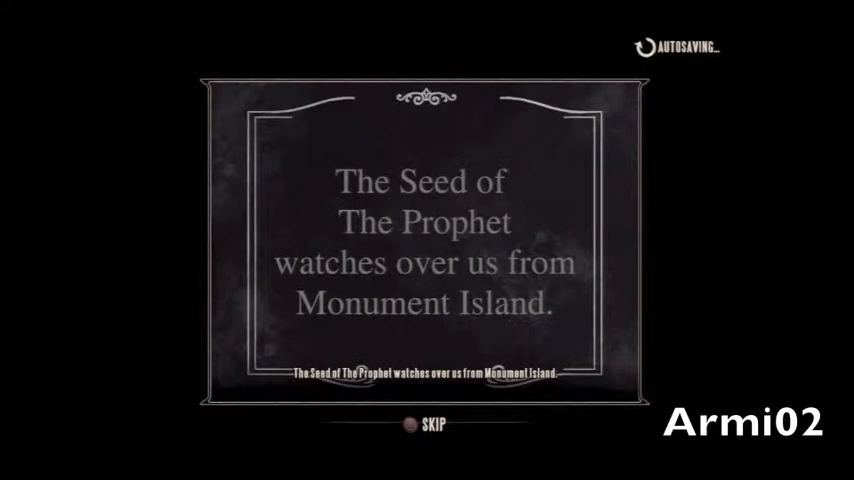 AUTOSAVING...
The Seed of
The Prophet
watches over us from
Monument Island.
The Seed of The Prophet watches over us from Monument Island.
SKIP
Armi02